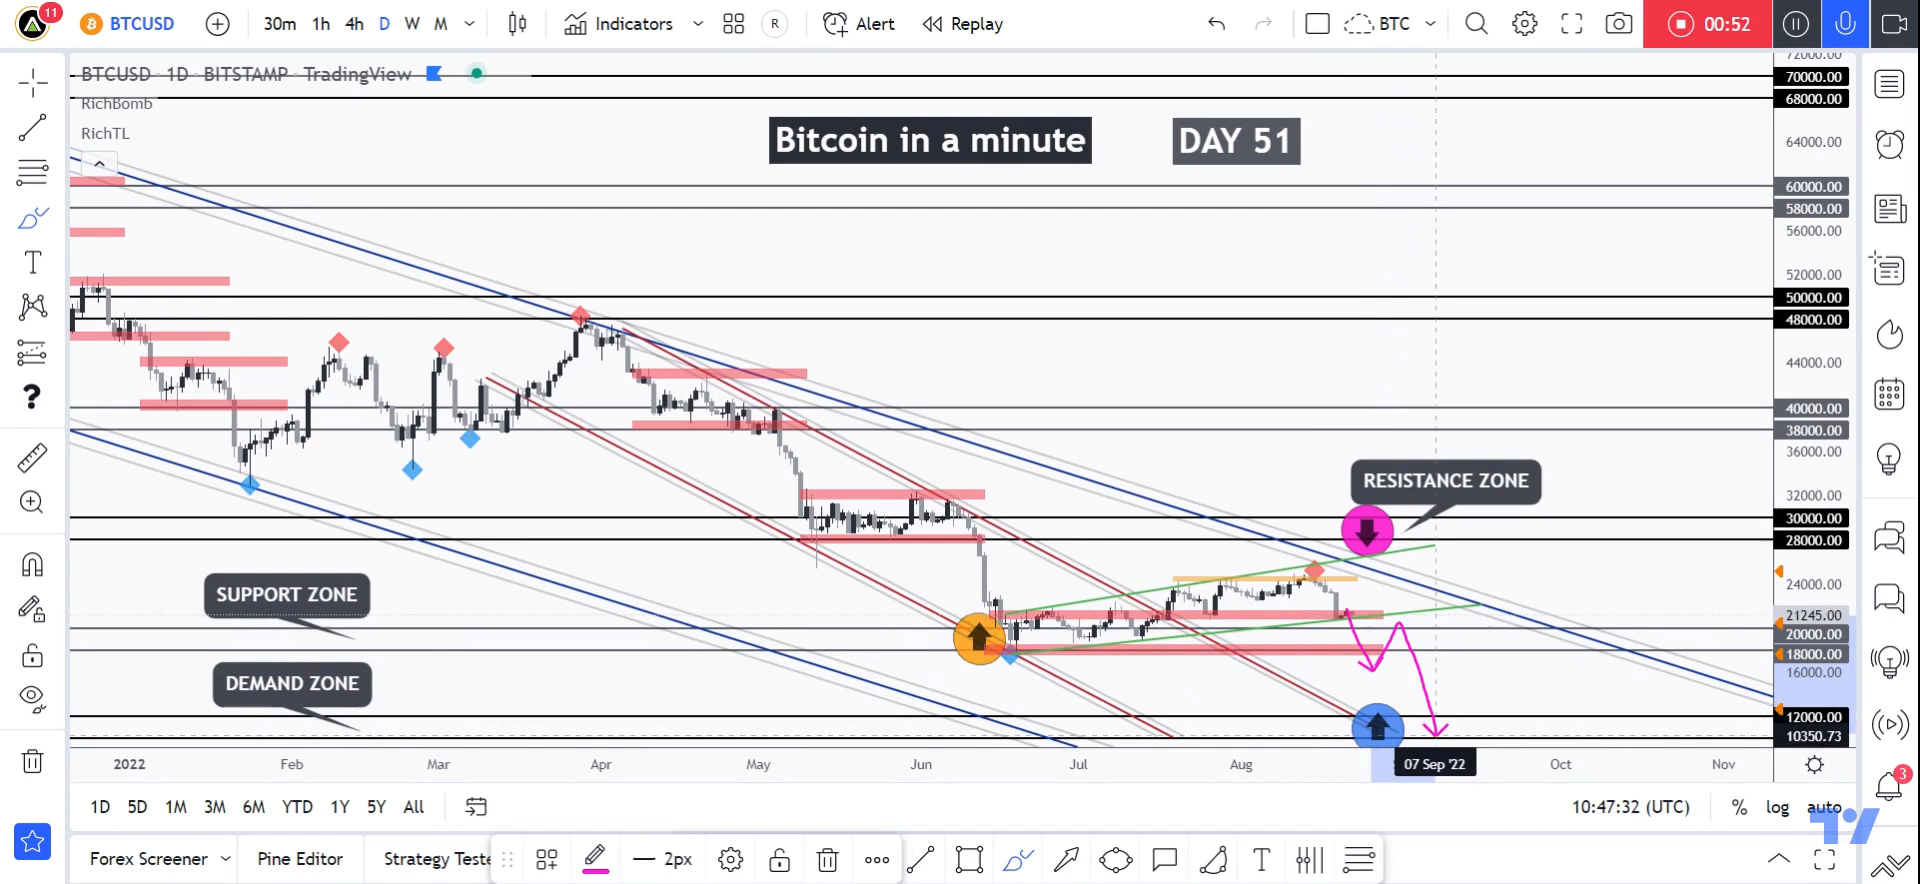 11
BTCUSD 30m 1h 4h D W M Indicators R Alert Replay BTC 00:52
BTCUSD · 1D · BITSTAMP · TradingView
RichBomb
RichTL
Bitcoin in a minute
DAY 51
RESISTANCE ZONE
SUPPORT ZONE
DEMAND ZONE
72000.00
70000.00
68000.00
64000.00
60000.00
58000.00
56000.00
52000.00
50000.00
48000.00
44000.00
40000.00
38000.00
36000.00
32000.00
30000.00
28000.00
24000.00
21245.00
20000.00
18000.00
16000.00
12000.00
10350.73
2022 Feb Mar Apr May Jun Jul Aug 07 Sep '22 Oct Nov
3
1D 5D 1M 3M 6M YTD 1Y 5Y All 10:47:32 (UTC) % log auto
Forex Screener Pine Editor Strategy Teste 2px T